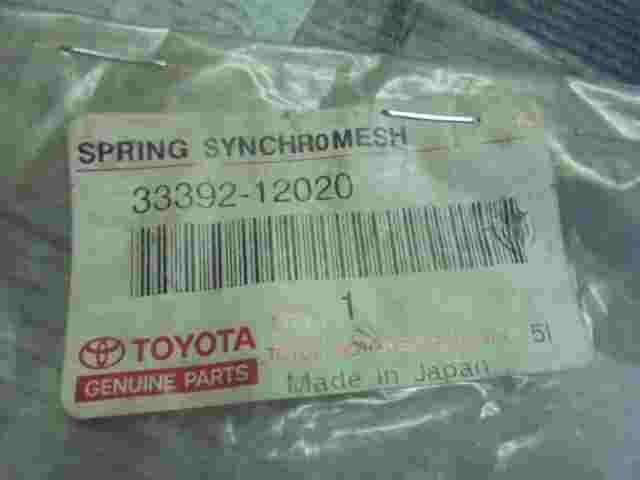 SPRING SYNCHROMESH
33392-12020
1
TOYOTA
GENUINE PARTS
51
Made in Japan